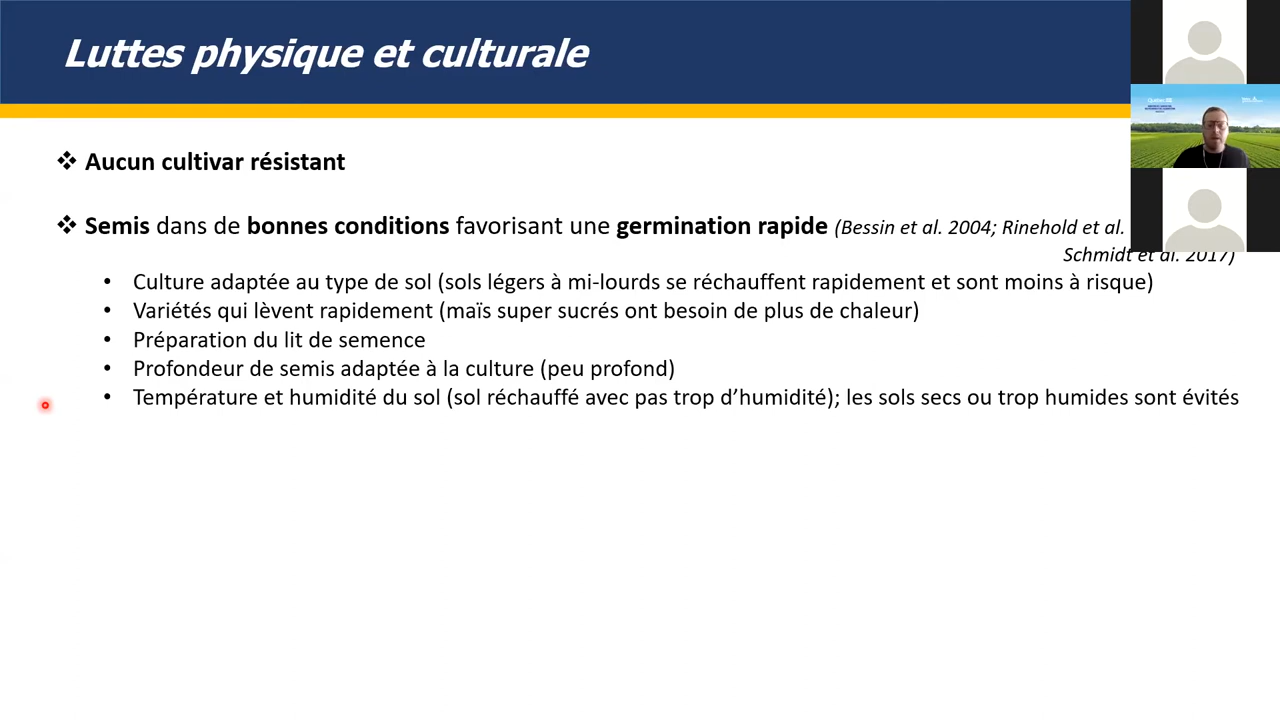 Luttes physique et culturale
❖ Aucun cultivar résistant
❖ Semis dans de bonnes conditions favorisant une germination rapide (Bessin et al. 2004; Rinehold et al.
Schmidt et al. 2017)
• Culture adaptée au type de sol (sols légers à mi-lourds se réchauffent rapidement et sont moins à risque)
• Variétés qui lèvent rapidement (maïs super sucrés ont besoin de plus de chaleur)
• Préparation du lit de semence
• Profondeur de semis adaptée à la culture (peu profond)
• Température et humidité du sol (sol réchauffé avec pas trop d’humidité); les sols secs ou trop humides sont évités